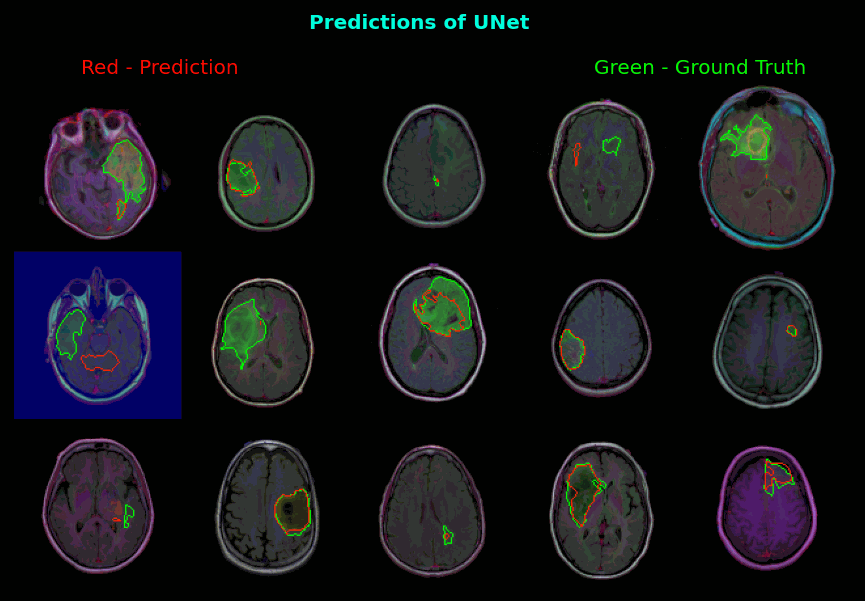 Predictions of UNet
Red - Prediction
Green - Ground Truth